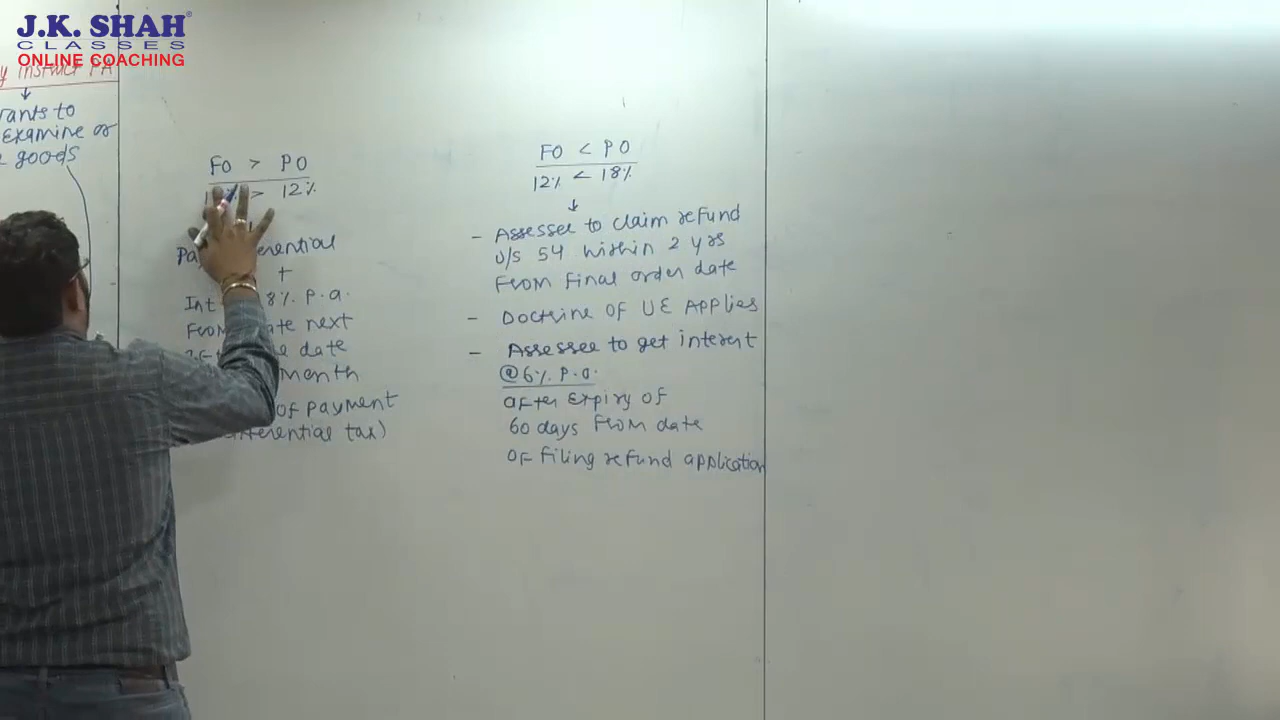 J.K. SHAH®
CLASSES
ONLINE COACHING
y instruct PA
rants to
Examine or
goods
FO > PO
> 12%
erential
+
Int 8% P.a.
From ate next
date
month
of payment
erential tax)
FO < PO
12% < 18%
- Assessee to claim refund
U/S 54 within 2 yrs
From final order date
- Doctrine OF UE Applies
- Assessee to get interest
@6% P.a.
after Expiry of
60 days From date
OF Filing refund application